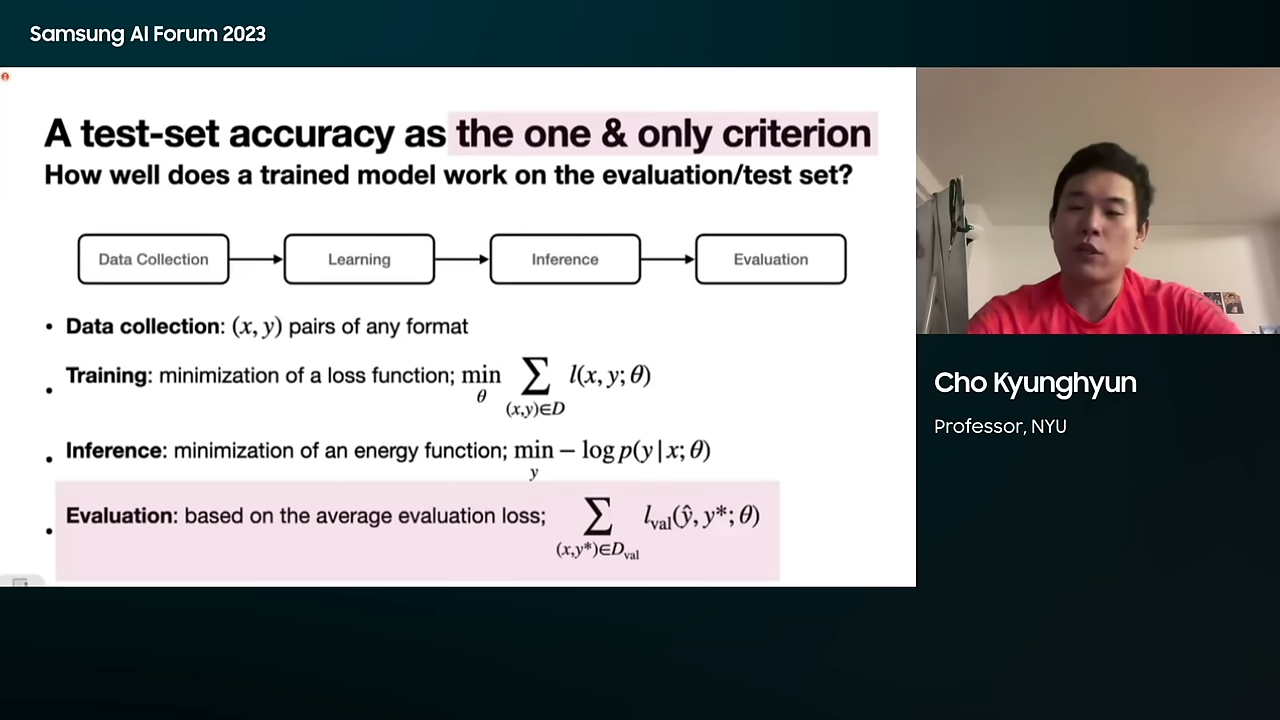 Samsung AI Forum 2023
A test-set accuracy as the one & only criterion
How well does a trained model work on the evaluation/test set?
Data Collection
Learning
Inference
Evaluation
• Data collection: (x, y) pairs of any format
• Training: minimization of a loss function; min_θ ∑_{(x,y)∈D} l(x, y; θ)
• Inference: minimization of an energy function; min_y − log p(y | x; θ)
• Evaluation: based on the average evaluation loss; ∑_{(x,y*)∈D_val} l_val(ŷ, y*; θ)
Cho Kyunghyun
Professor, NYU